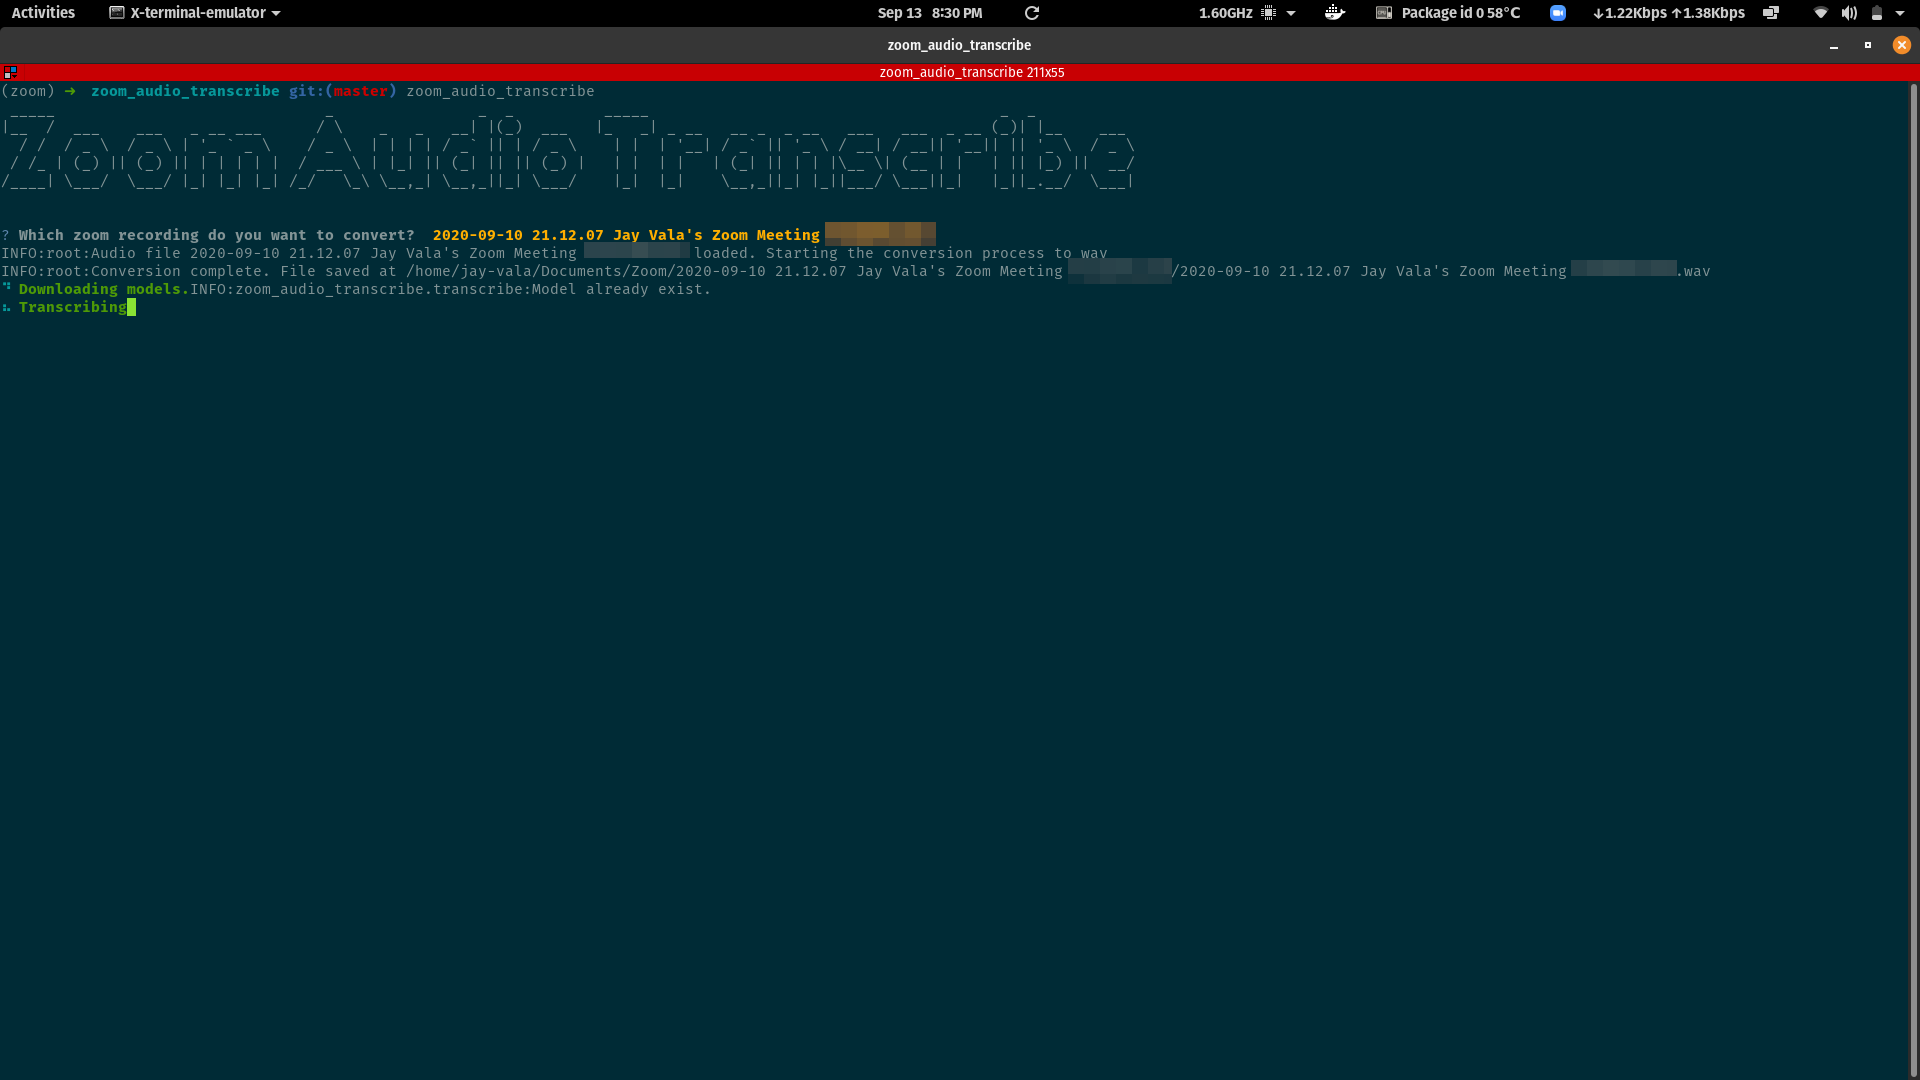 Activities X-terminal-emulator Sep 13 8:30 PM 1.60GHz Package id 0 58°C ↓1.22Kbps ↑1.38Kbps
zoom_audio_transcribe
zoom_audio_transcribe 211x55
(zoom) → zoom_audio_transcribe git:(master) zoom_audio_transcribe
Zoom Audio Transcribe
? Which zoom recording do you want to convert? 2020-09-10 21.12.07 Jay Vala's Zoom Meeting
INFO:root:Audio file 2020-09-10 21.12.07 Jay Vala's Zoom Meeting loaded. Starting the conversion process to wav
INFO:root:Conversion complete. File saved at /home/jay-vala/Documents/Zoom/2020-09-10 21.12.07 Jay Vala's Zoom Meeting /2020-09-10 21.12.07 Jay Vala's Zoom Meeting .wav
Downloading models.INFO:zoom_audio_transcribe.transcribe:Model already exist.
Transcribing